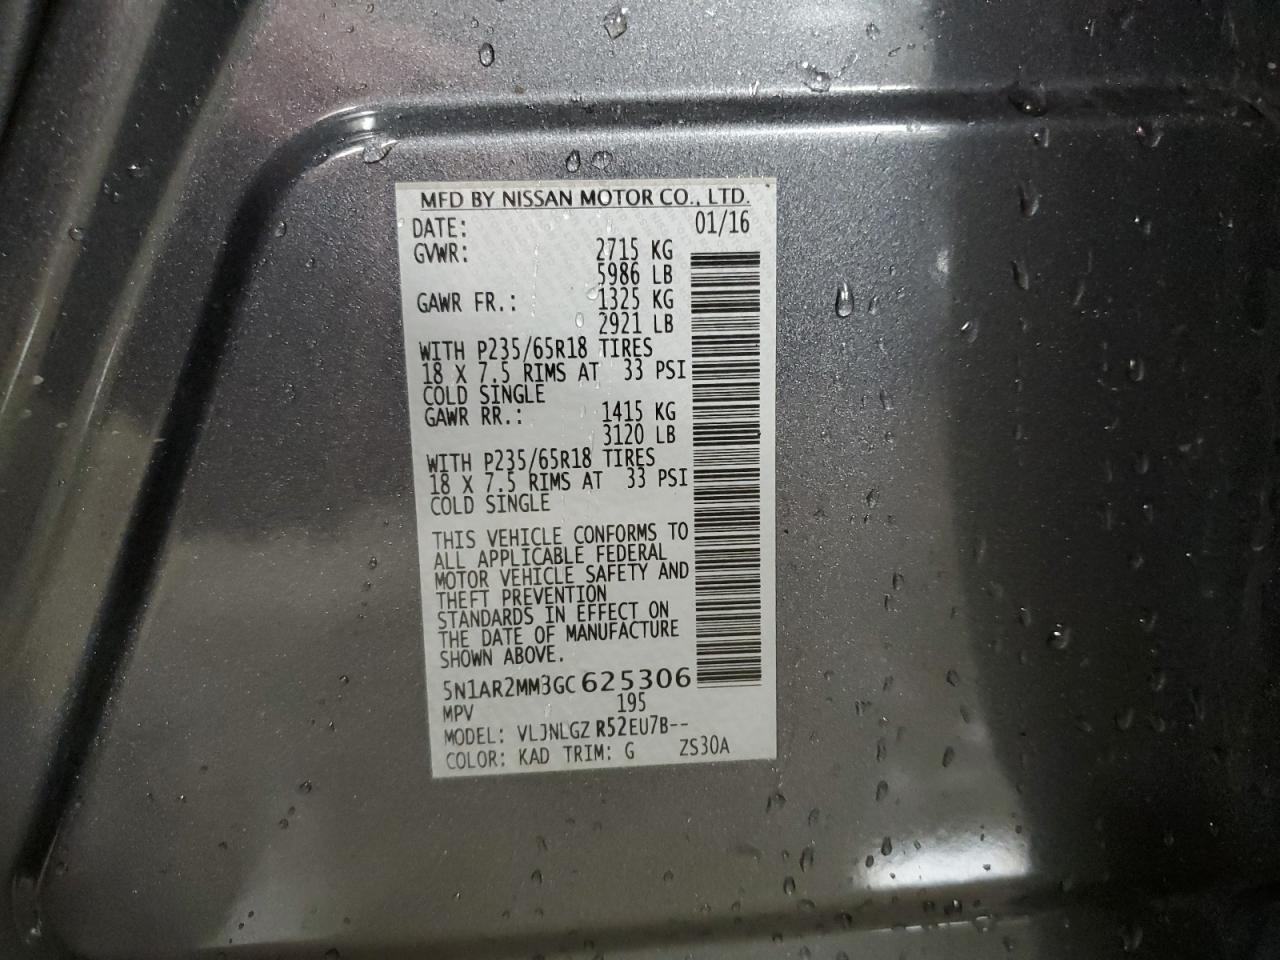 MFD BY NISSAN MOTOR CO., LTD.
DATE: 01/16
GVWR: 2715 KG
5986 LB
GAWR FR.: 1325 KG
2921 LB
WITH P235/65R18 TIRES
18 X 7.5 RIMS AT 33 PSI
COLD SINGLE
GAWR RR.: 1415 KG
3120 LB
WITH P235/65R18 TIRES
18 X 7.5 RIMS AT 33 PSI
COLD SINGLE
THIS VEHICLE CONFORMS TO
ALL APPLICABLE FEDERAL
MOTOR VEHICLE SAFETY AND
THEFT PREVENTION
STANDARDS IN EFFECT ON
THE DATE OF MANUFACTURE
SHOWN ABOVE.
5N1AR2MM3GC625306
MPV 195
MODEL: VLJNLGZ R52EU7B--
COLOR: KAD TRIM: G ZS30A